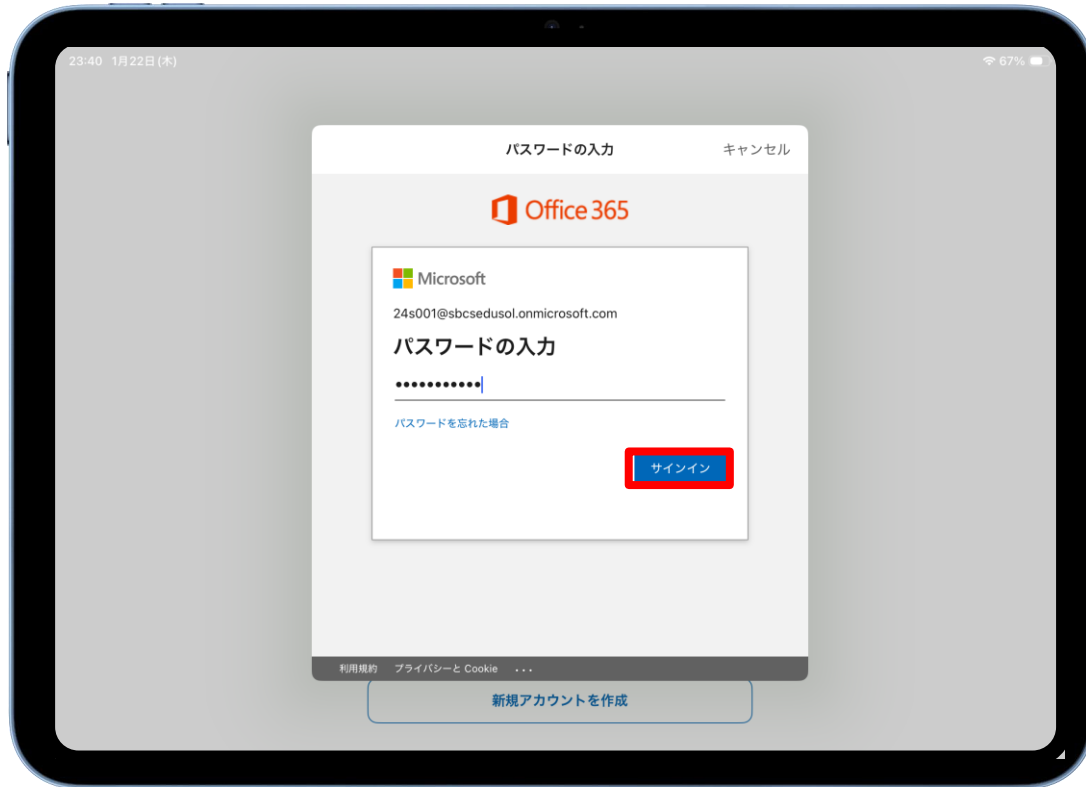 23:40 1月22日(木)
67%
パスワードの入力
キャンセル
Office 365
Microsoft
24s001@sbcsedusol.onmicrosoft.com
パスワードの入力
•••••••••••
パスワードを忘れた場合
サインイン
利用規約 プライバシーと Cookie ...
新規アカウントを作成